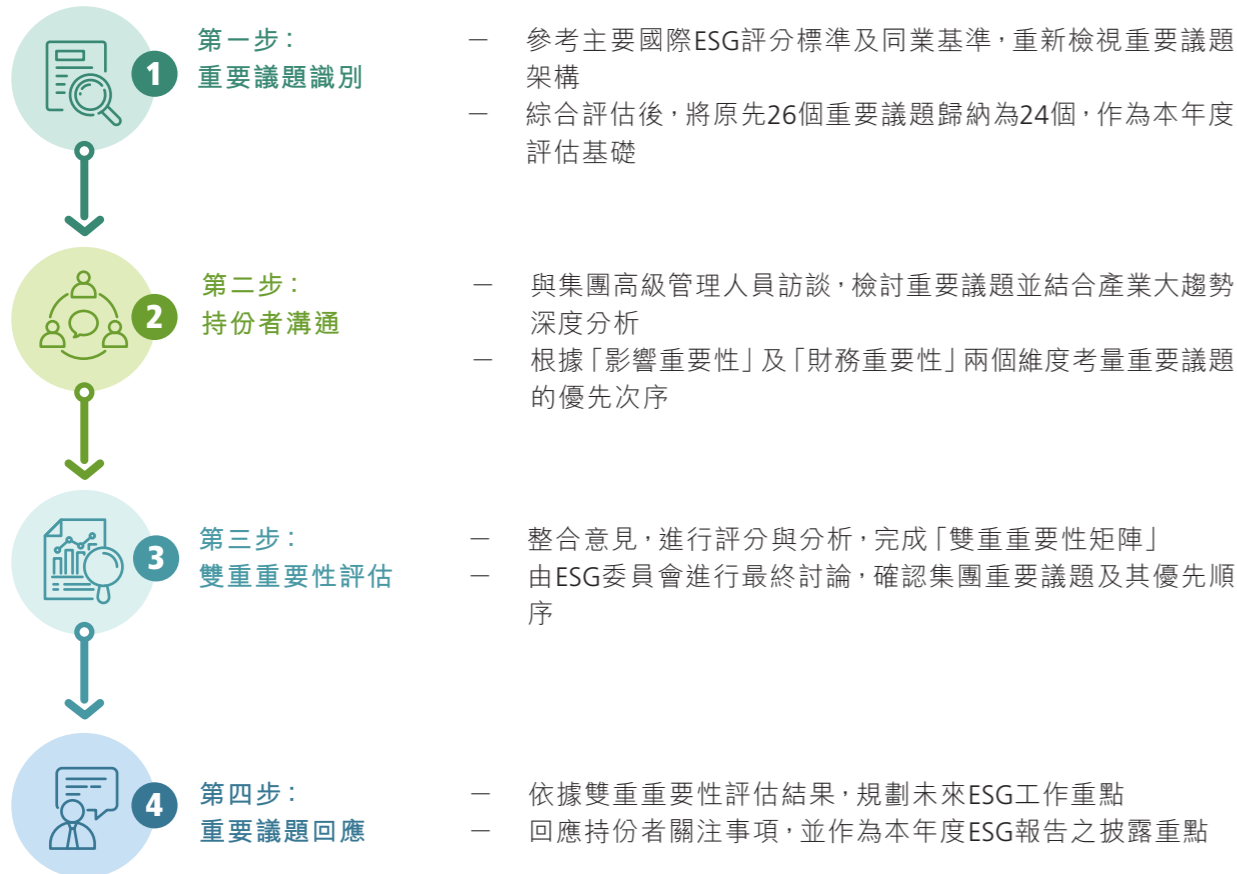 1
第一步：
重要議題識別
— 參考主要國際ESG評分標準及同業基準，重新檢視重要議題
架構
— 綜合評估後，將原先26個重要議題歸納為24個，作為本年度
評估基礎
2
第二步：
持份者溝通
— 與集團高級管理人員訪談，檢討重要議題並結合產業大趨勢
深度分析
— 根據「影響重要性」及「財務重要性」兩個維度考量重要議題
的優先次序
3
第三步：
雙重重要性評估
— 整合意見，進行評分與分析，完成「雙重重要性矩陣」
— 由ESG委員會進行最終討論，確認集團重要議題及其優先順
序
4
第四步：
重要議題回應
— 依據雙重重要性評估結果，規劃未來ESG工作重點
— 回應持份者關注事項，並作為本年度ESG報告之披露重點